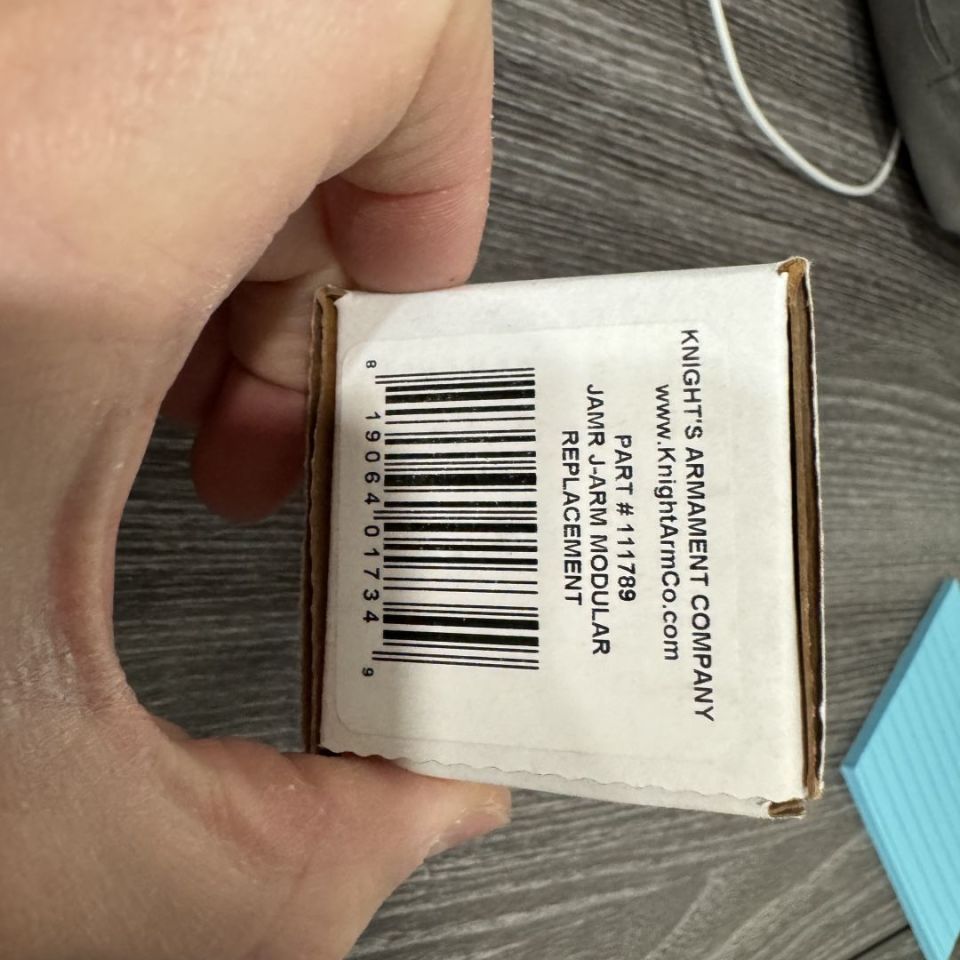 KNIGHT'S ARMAMENT COMPANY
www.KnightArmCo.com
PART # 111789
JAMR J-ARM MODULAR
REPLACEMENT
8 19064 01734 9